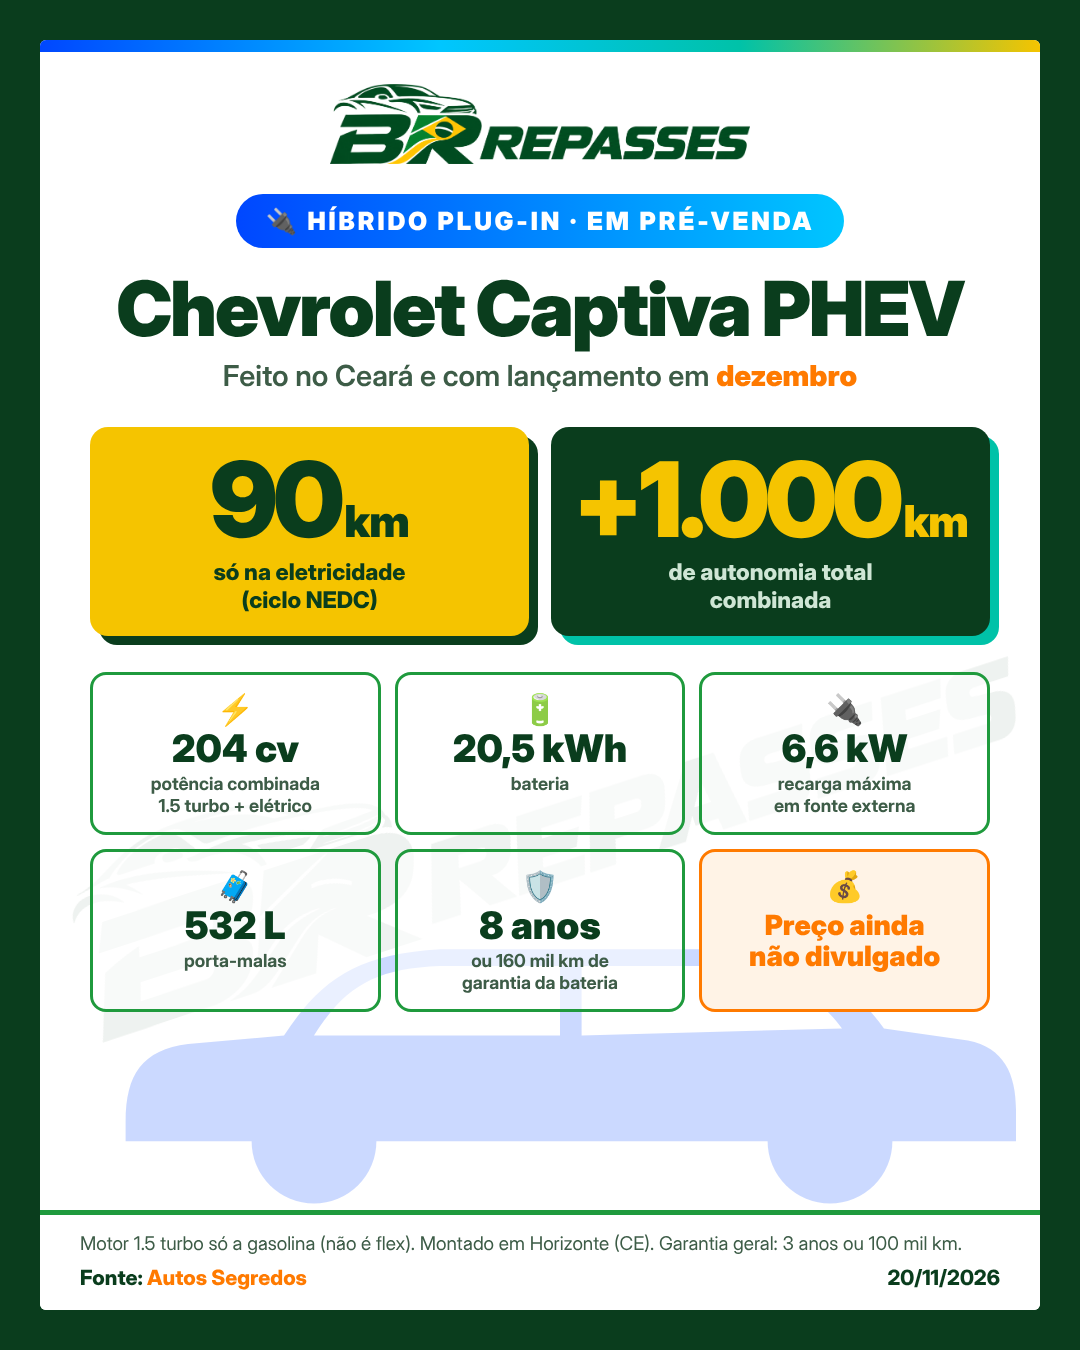 BR REPASSES
HÍBRIDO PLUG-IN · EM PRÉ-VENDA
Chevrolet Captiva PHEV
Feito no Ceará e com lançamento em dezembro
90km
só na eletricidade
(ciclo NEDC)
+1.000km
de autonomia total
combinada
204 cv
potência combinada
1.5 turbo + elétrico
20,5 kWh
bateria
6,6 kW
recarga máxima
em fonte externa
532 L
porta-malas
8 anos
ou 160 mil km de
garantia da bateria
Preço ainda
não divulgado
BR REPASSES
Motor 1.5 turbo só a gasolina (não é flex). Montado em Horizonte (CE). Garantia geral: 3 anos ou 100 mil km.
Fonte: Autos Segredos
20/11/2026